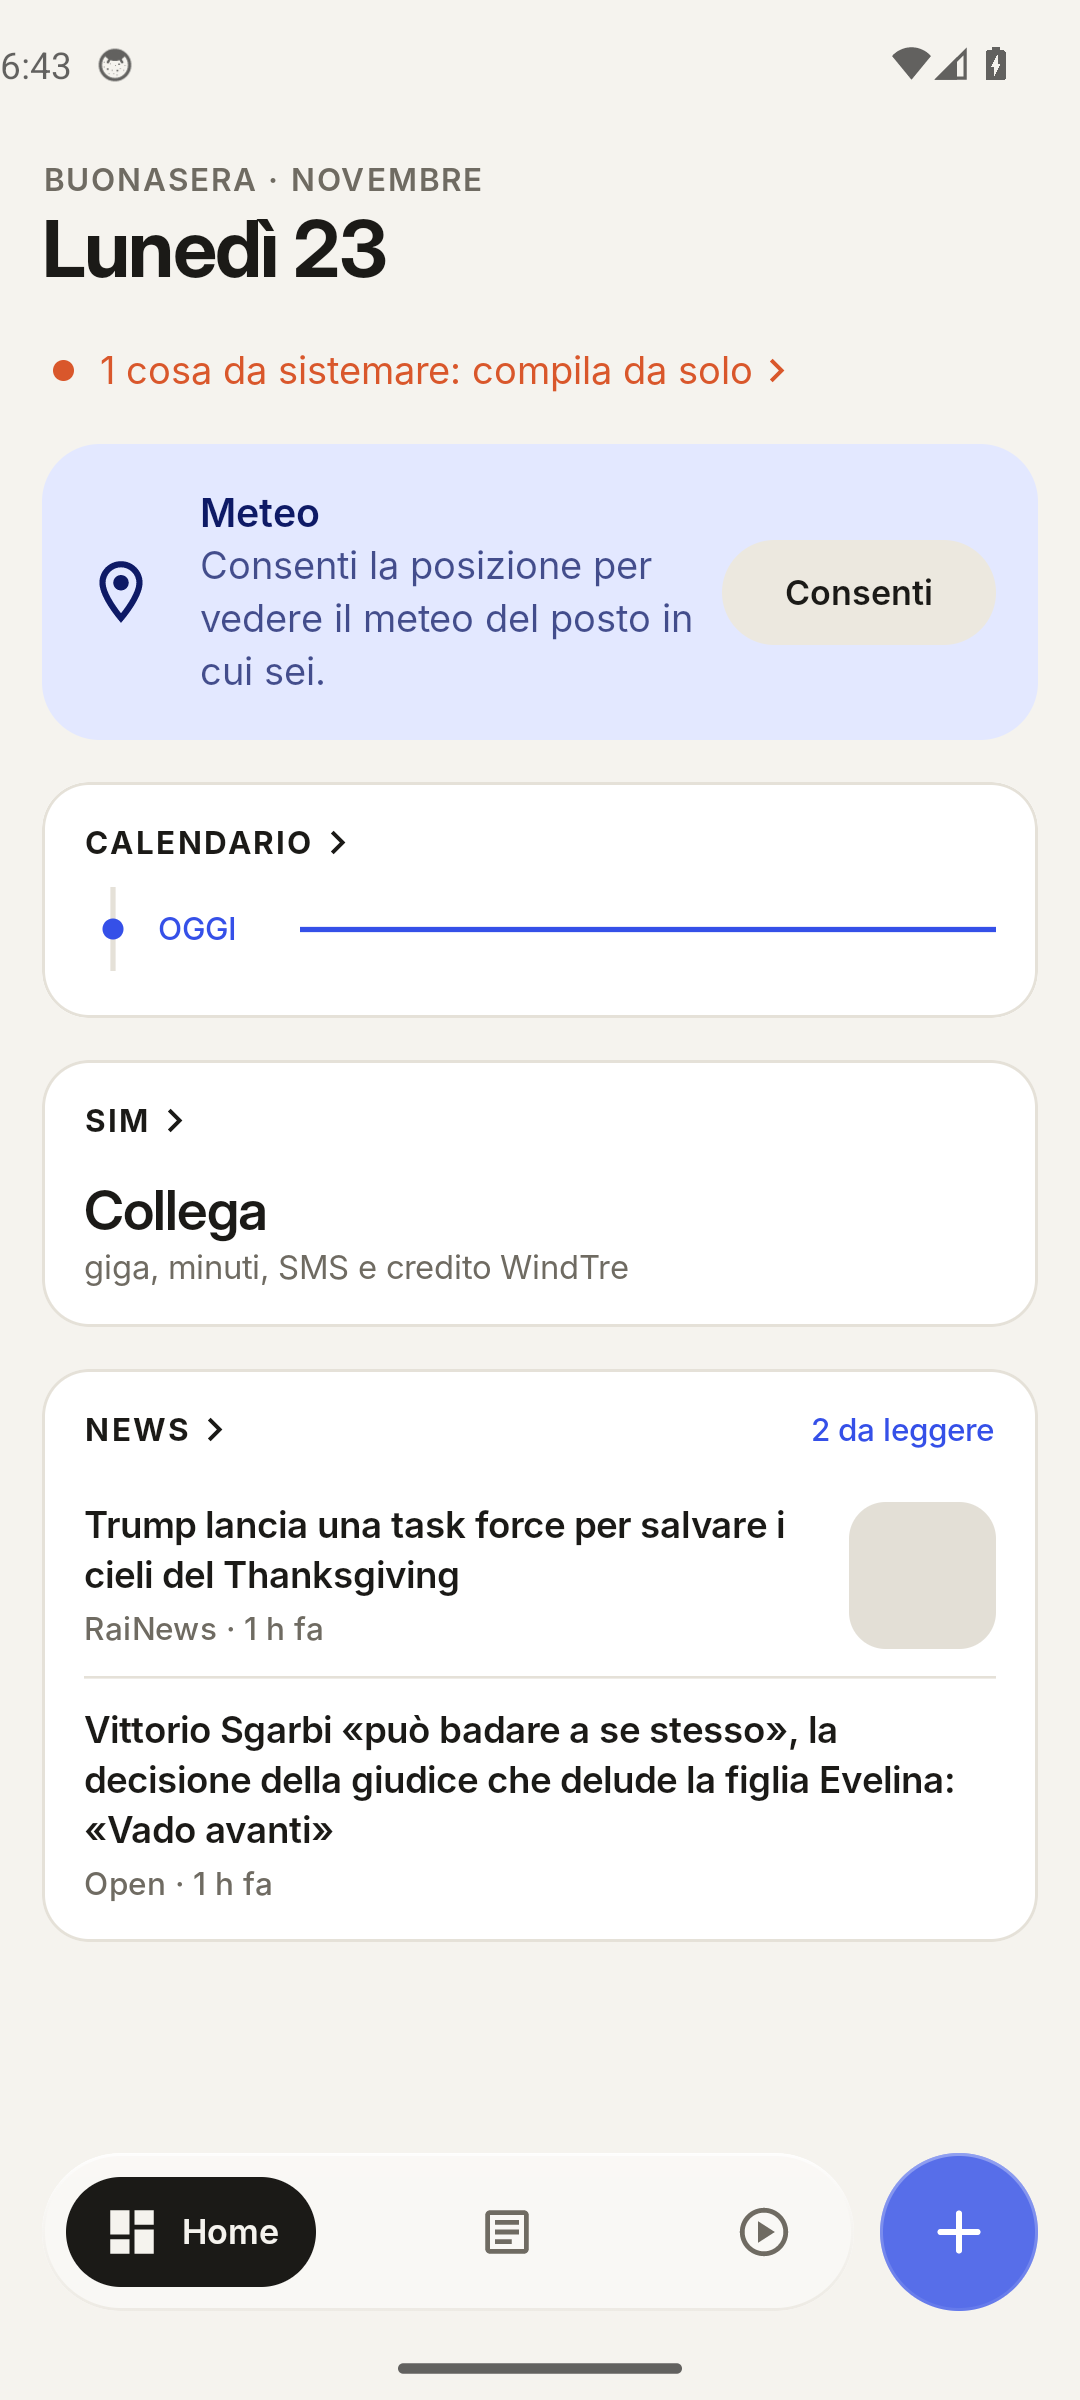 6:43
BUONASERA · NOVEMBRE
Lunedì 23
1 cosa da sistemare: compila da solo
Meteo
Consenti la posizione per
vedere il meteo del posto in
cui sei.
Consenti
CALENDARIO
OGGI
SIM
Collega
giga, minuti, SMS e credito WindTre
NEWS
2 da leggere
Trump lancia una task force per salvare i
cieli del Thanksgiving
RaiNews · 1 h fa
Vittorio Sgarbi «può badare a se stesso», la
decisione della giudice che delude la figlia Evelina:
«Vado avanti»
Open · 1 h fa
Home